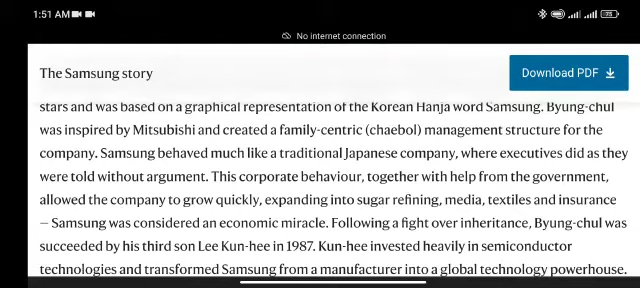 1:51 AM
75
No internet connection
The Samsung story
Download PDF
stars and was based on a graphical representation of the Korean Hanja word Samsung. Byung-chul
was inspired by Mitsubishi and created a family-centric (chaebol) management structure for the
company. Samsung behaved much like a traditional Japanese company, where executives did as they
were told without argument. This corporate behaviour, together with help from the government,
allowed the company to grow quickly, expanding into sugar refining, media, textiles and insurance
– Samsung was considered an economic miracle. Following a fight over inheritance, Byung-chul was
succeeded by his third son Lee Kun-hee in 1987. Kun-hee invested heavily in semiconductor
technologies and transformed Samsung from a manufacturer into a global technology powerhouse.